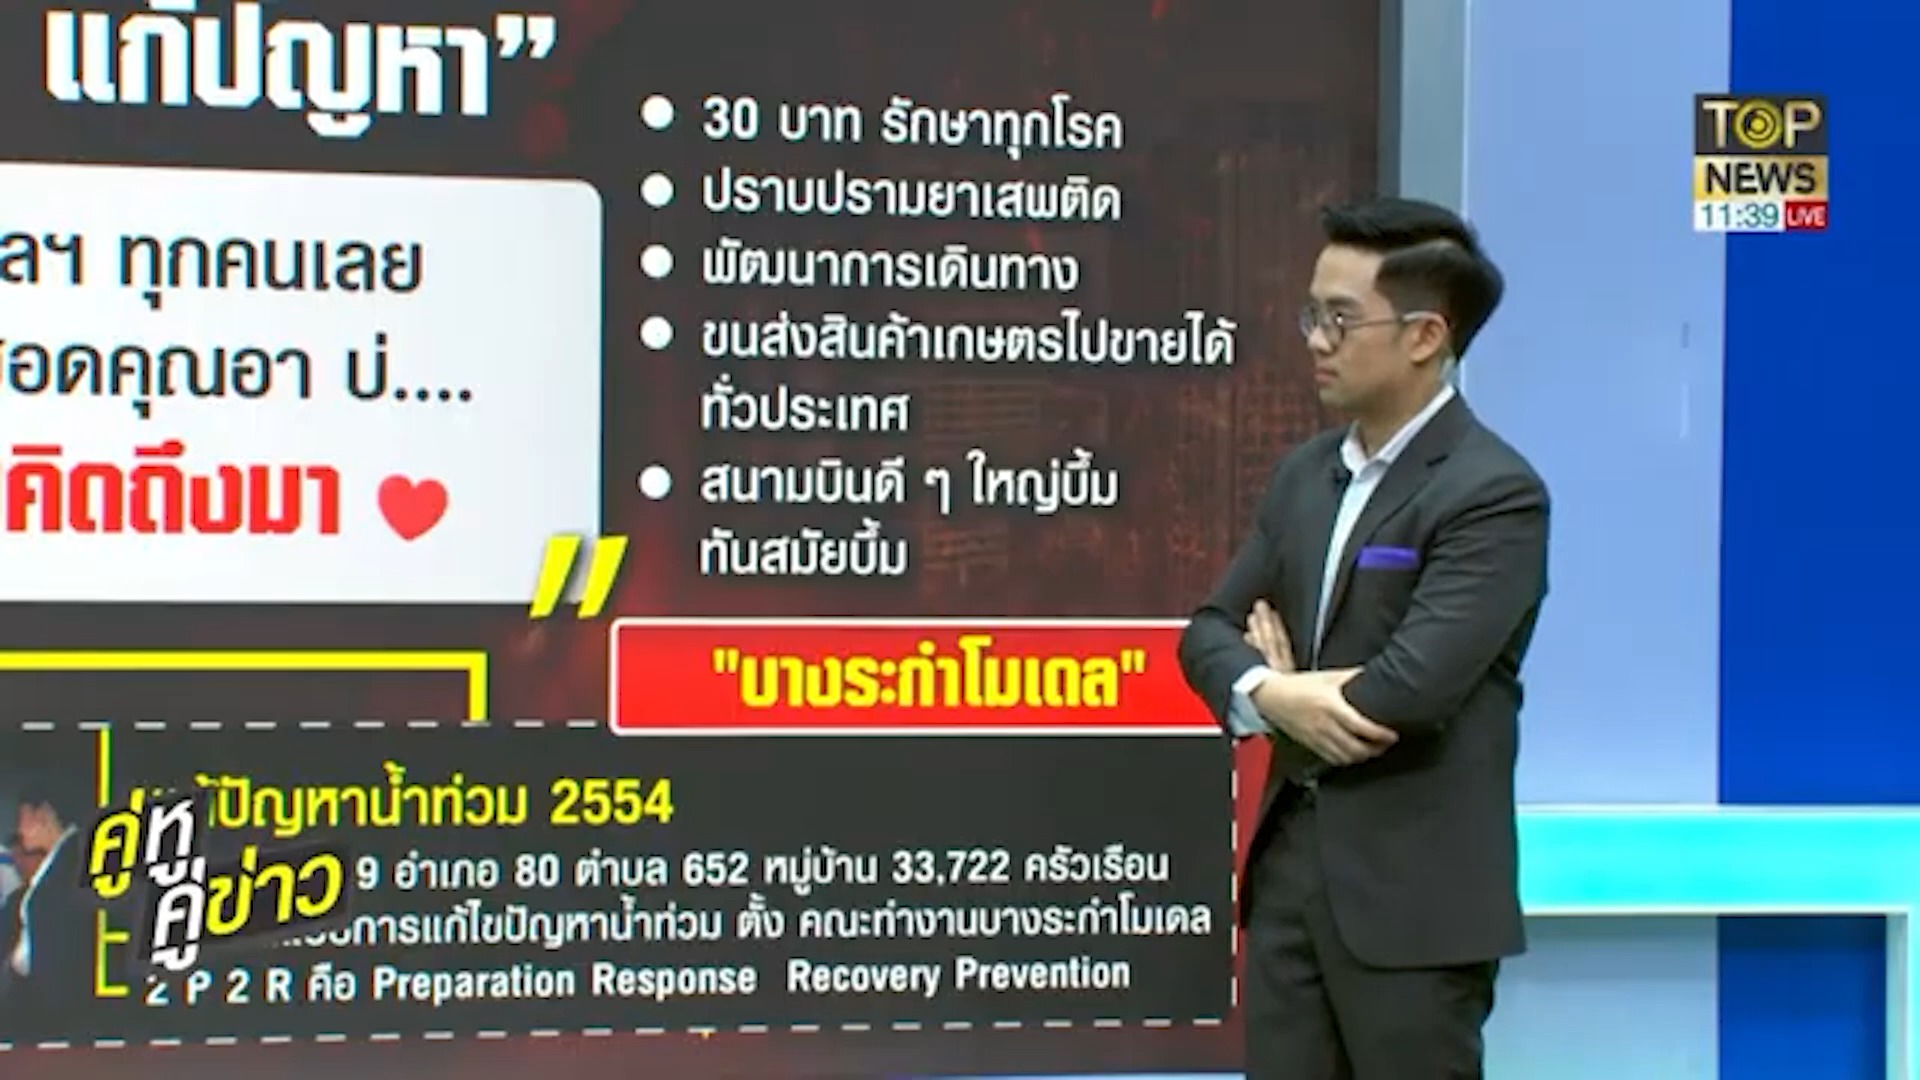 แก้ปัญหา”
ลฯ ทุกคนเลย
อดคุณอา บ่....
คิดถึงมา
30 บาท รักษาทุกโรค
ปราบปรามยาเสพติด
พัฒนาการเดินทาง
ขนส่งสินค้าเกษตรไปขายได้
ทั่วประเทศ
สนามบินดี ๆ ใหญ่บึ้ม
ทันสมัยบึ้ม
"บางระกำโมเดล"
ปัญหาน้ำท่วม 2554
9 อำเภอ 80 ตำบล 652 หมู่บ้าน 33,722 ครัวเรือน
การแก้ไขปัญหาน้ำท่วม ตั้ง คณะทำงานบางระกำโมเดล
2 P 2 R คือ Preparation Response Recovery Prevention
คู่หู
คู่ข่าว
TOP
NEWS
11:39 LIVE